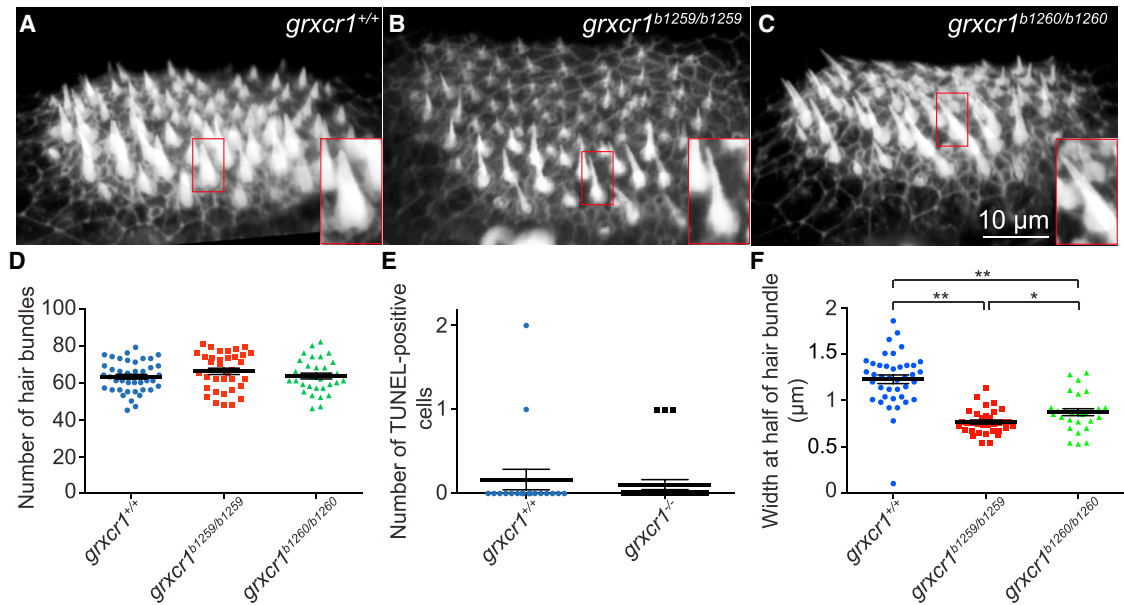 A
grxcr1+/+
B
grxcr1b1259/b1259
C
grxcr1b1260/b1260
10 µm
D
Number of hair bundles
100
80
60
40
20
0
grxcr1+/+
grxcr1b1259/b1259
grxcr1b1260/b1260
E
Number of TUNEL-positive
cells
2
1
0
grxcr1+/+
grxcr1-/-
F
Width at half of hair bundle
(µm)
2
1.5
1
0.5
0
**
**
*
grxcr1+/+
grxcr1b1259/b1259
grxcr1b1260/b1260